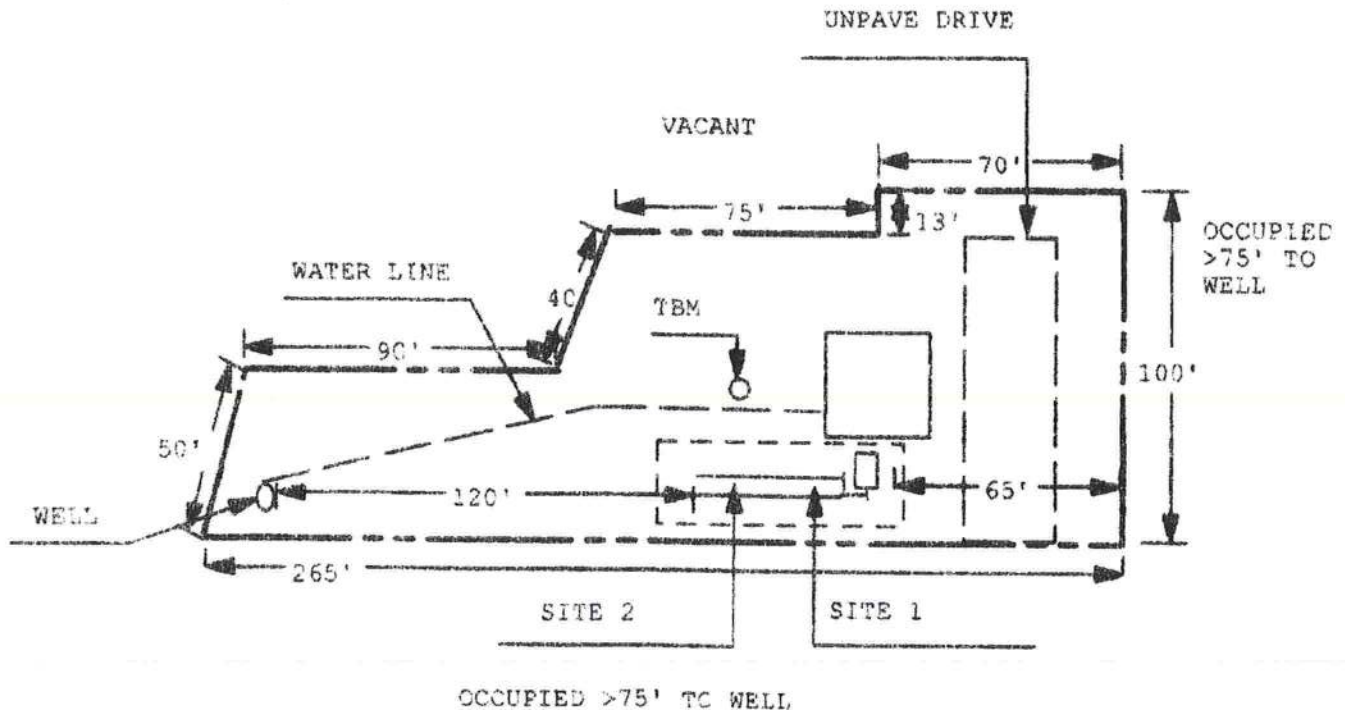 UNPAVE DRIVE
VACANT
70'
75'
13'
OCCUPIED
>75' TO
WELL
WATER LINE
40
TBM
90'
100'
50'
120'
65'
WELL
265'
SITE 2
SITE 1
OCCUPIED >75' TO WELL